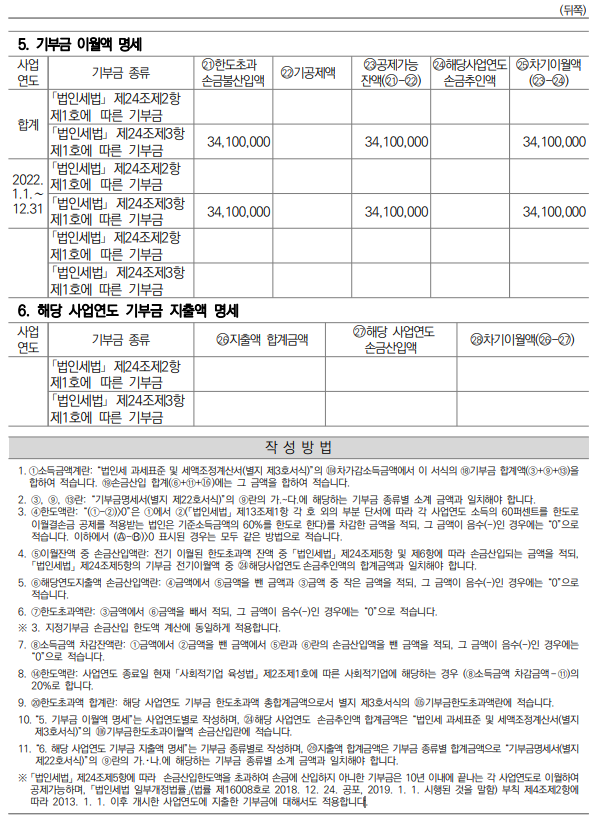 (뒤쪽)
5. 기부금 이월액 명세
사업
연도
기부금 종류
㉑한도초과
손금불산입액
㉒기공제액
㉓공제가능
잔액(㉑-㉒)
㉔해당사업연도
손금추인액
㉕차기이월액
(㉓-㉔)
합계
「법인세법」 제24조제2항
제1호에 따른 기부금
「법인세법」 제24조제3항
제1호에 따른 기부금
34,100,000
34,100,000
34,100,000
2022.
1.1.~
12.31
「법인세법」 제24조제2항
제1호에 따른 기부금
「법인세법」 제24조제3항
제1호에 따른 기부금
34,100,000
34,100,000
34,100,000
「법인세법」 제24조제2항
제1호에 따른 기부금
「법인세법」 제24조제3항
제1호에 따른 기부금
6. 해당 사업연도 기부금 지출액 명세
사업
연도
기부금 종류
㉖지출액 합계금액
㉗해당 사업연도
손금산입액
㉘차기이월액(㉖-㉗)
「법인세법」 제24조제2항
제1호에 따른 기부금
「법인세법」 제24조제3항
제1호에 따른 기부금
작 성 방 법
1. ①소득금액계란: "법인세 과세표준 및 세액조정계산서(별지 제3호서식)"의 차가감소득금액에서 이 서식의 ⑱기부금 합계액(③+⑨+⑬)을
합하여 적습니다. ⑲손금산입 합계(⑥+⑪+⑯)에는 그 금액을 합하여 적습니다.
2. ③, ⑨, ⑬란: "기부금명세서(별지 제22호서식)"의 ⑨란의 가.~다.에 해당하는 기부금 종류별 소계 금액과 일치해야 합니다.
3. ④한도액란: "(①-②)〉0"은 ①에서 ②(「법인세법」 제13조제1항 각 호 외의 부분 단서에 따라 각 사업연도 소득의 60퍼센트를 한도로
이월결손금 공제를 적용받는 법인은 기준소득금액의 60%를 한도로 한다)를 차감한 금액을 적되, 그 금액이 음수(-)인 경우에는 "0"으로
적습니다. 이하에서 (Ⓐ-Ⓑ)〉0 표시된 경우는 모두 같은 방법으로 적습니다.
4. ⑤이월잔액 중 손금산입액란: 전기 이월된 한도초과액 잔액 중 「법인세법」 제24조제5항 및 제6항에 따라 손금산입되는 금액을 적되,
「법인세법」 제24조제5항의 기부금 전기이월액 중 ㉔해당사업연도 손금추인액의 합계금액과 일치해야 합니다.
5. ⑥해당연도지출액 손금산입액란: ④금액에서 ⑤금액을 뺀 금액과 ③금액 중 작은 금액을 적되, 그 금액이 음수(-)인 경우에는 "0"으로
적습니다.
6. ⑦한도초과액란: ③금액에서 ⑥금액을 빼서 적되, 그 금액이 음수(-)인 경우에는 "0"으로 적습니다.
※ 3. 지정기부금 손금산입 한도액 계산에 동일하게 적용합니다.
7. ⑧소득금액 차감잔액란: ①금액에서 ②금액을 뺀 금액에서 ⑤란과 ⑥란의 손금산입액을 뺀 금액을 적되, 그 금액이 음수(-)인 경우에는
"0"으로 적습니다.
8. ⑭한도액란: 사업연도 종료일 현재 「사회적기업 육성법」 제2조제1호에 따른 사회적기업에 해당하는 경우 (⑧소득금액 차감금액-⑪)의
20%로 합니다.
9. ⑳한도초과액 합계란: 해당 사업연도 기부금 한도초과액 총합계금액으로서 별지 제3호서식의 기부금한도초과액란에 적습니다.
10. "5. 기부금 이월액 명세"는 사업연도별로 작성하며, ㉔해당 사업연도 손금추인액 합계금액은 "법인세 과세표준 및 세액조정계산서(별지
제3호서식)"의 기부금한도초과이월액 손금산입란에 적습니다.
11. "6. 해당 사업연도 기부금 지출액 명세"는 기부금 종류별로 작성하며, ㉖지출액 합계금액은 기부금 종류별 합계금액으로 "기부금명세서(별지
제22호서식)"의 ⑨란의 가.·나.에 해당하는 기부금 종류별 소계 금액과 일치해야 합니다.
※ 「법인세법」 제24조제5항에 따라 손금산입한도액을 초과하여 손금에 산입하지 아니한 기부금은 10년 이내에 끝나는 각 사업연도로 이월하여
공제가능하며, 「법인세법 일부개정법률」(법률 제16008호로 2018. 12. 24. 공포, 2019. 1. 1. 시행된 것을 말함) 부칙 제4조제2항에
따라 2013. 1. 1. 이후 개시한 사업연도에 지출한 기부금에 대해서도 적용합니다.